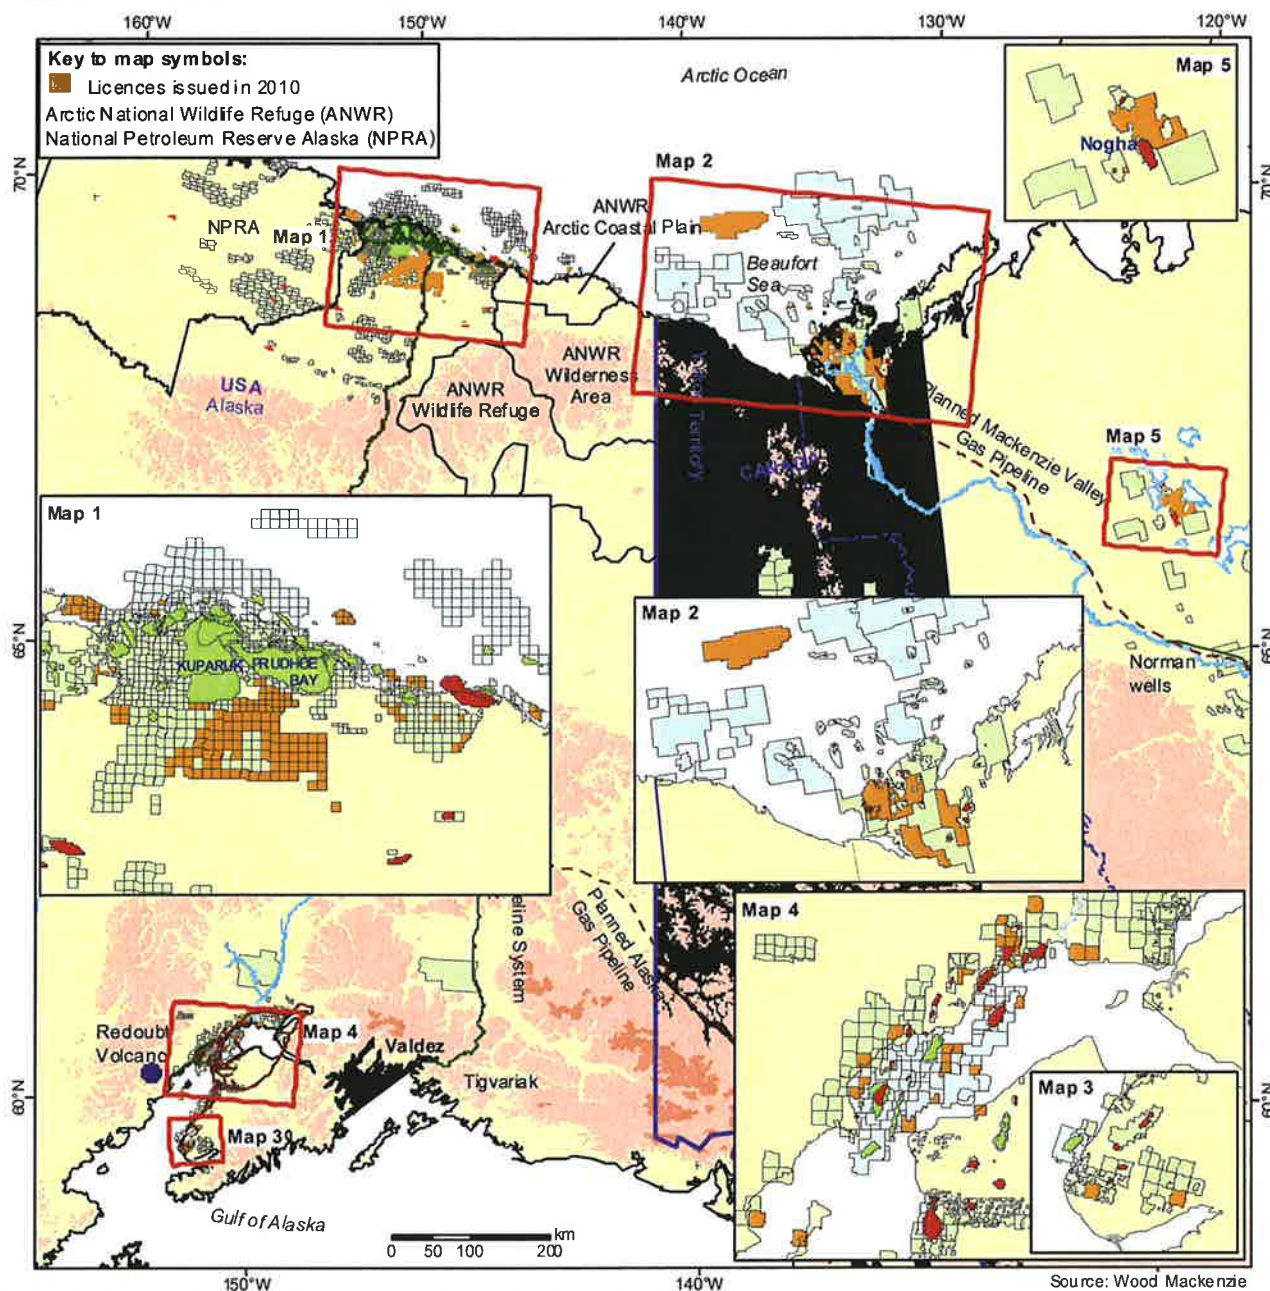 160°W
150°W
140°W
130°W
120°W
Key to map symbols:
Licences issued in 2010
Arctic National Wildlife Refuge (ANWR)
National Petroleum Reserve Alaska (NPRA)
Arctic Ocean
Map 5
Nogha
70°N
70°N
Map 2
NPRA
Map 1
ANWR
Arctic Coastal Plain
Beaufort
Sea
USA
Alaska
ANWR
Wildlife Refuge
ANWR
Wilderness
Area
Yukon Territory
CANADA
Planned Mackenzie Valley
Gas Pipeline
Map 5
Map 1
KUPARUK
PRUDHOE
BAY
Map 2
65°N
65°N
Norman
wells
Planned Alaska
Gas Pipeline
eline System
Map 4
Redoubt
Volcano
Map 4
Valdez
Tigvariak
Map 3
Map 3
60°N
60°N
Gulf of Alaska
0 50 100 200 km
150°W
140°W
Source: Wood Mackenzie